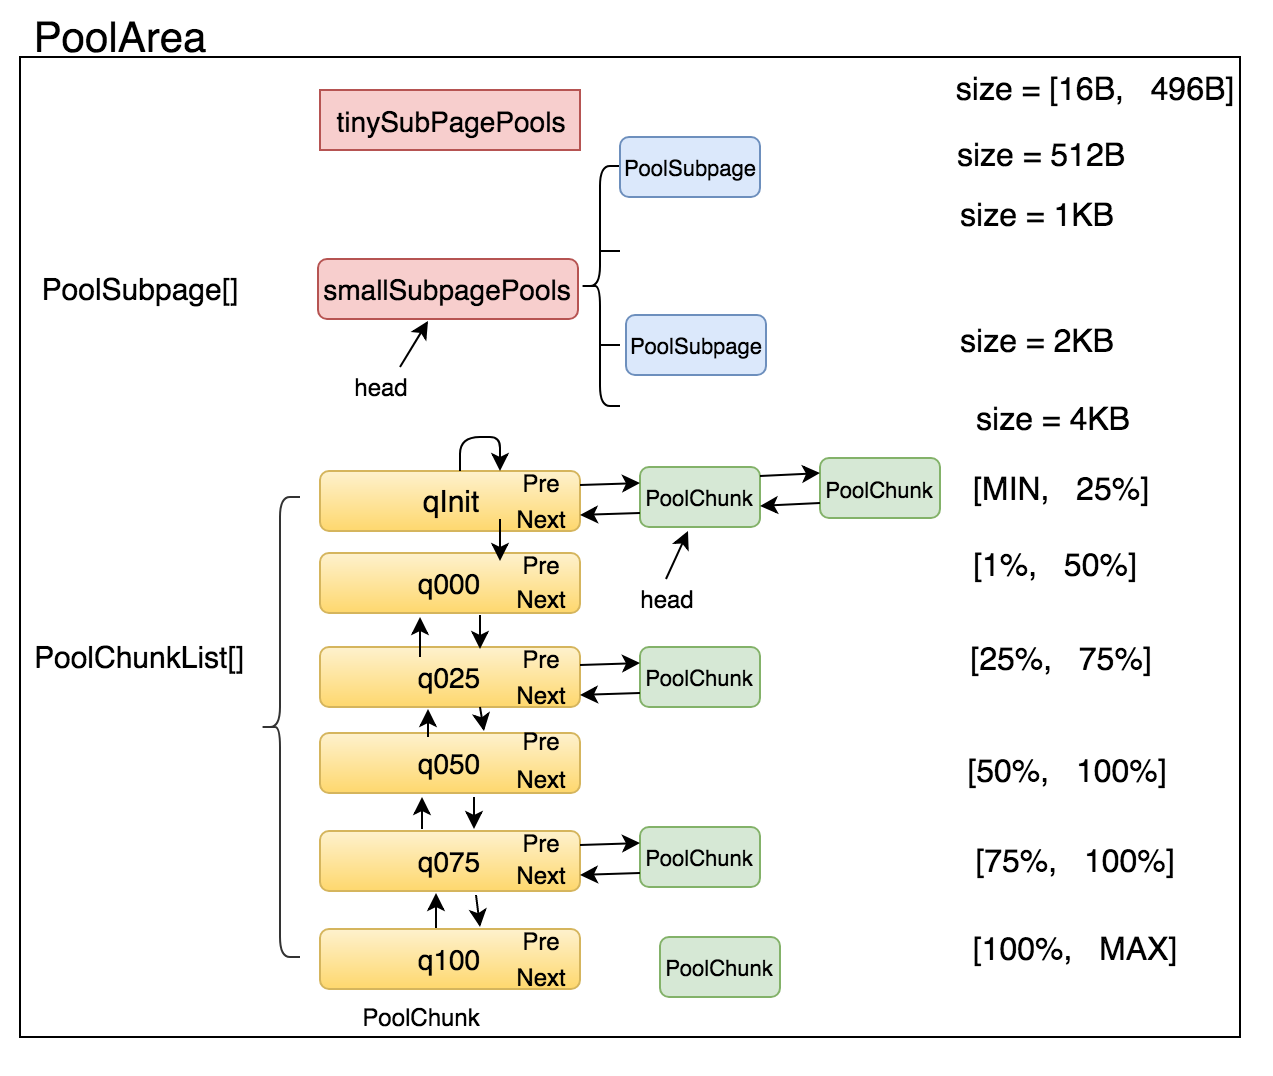 PoolArea
tinySubPagePools
size = [16B, 496B]
PoolSubpage
size = 512B
size = 1KB
PoolSubpage[]
smallSubpagePools
PoolSubpage
size = 2KB
head
size = 4KB
qInit
Pre
Next
PoolChunk
PoolChunk
[MIN, 25%]
head
q000
Pre
Next
[1%, 50%]
PoolChunkList[]
q025
Pre
Next
PoolChunk
[25%, 75%]
q050
Pre
Next
[50%, 100%]
q075
Pre
Next
PoolChunk
[75%, 100%]
q100
Pre
Next
PoolChunk
[100%, MAX]
PoolChunk